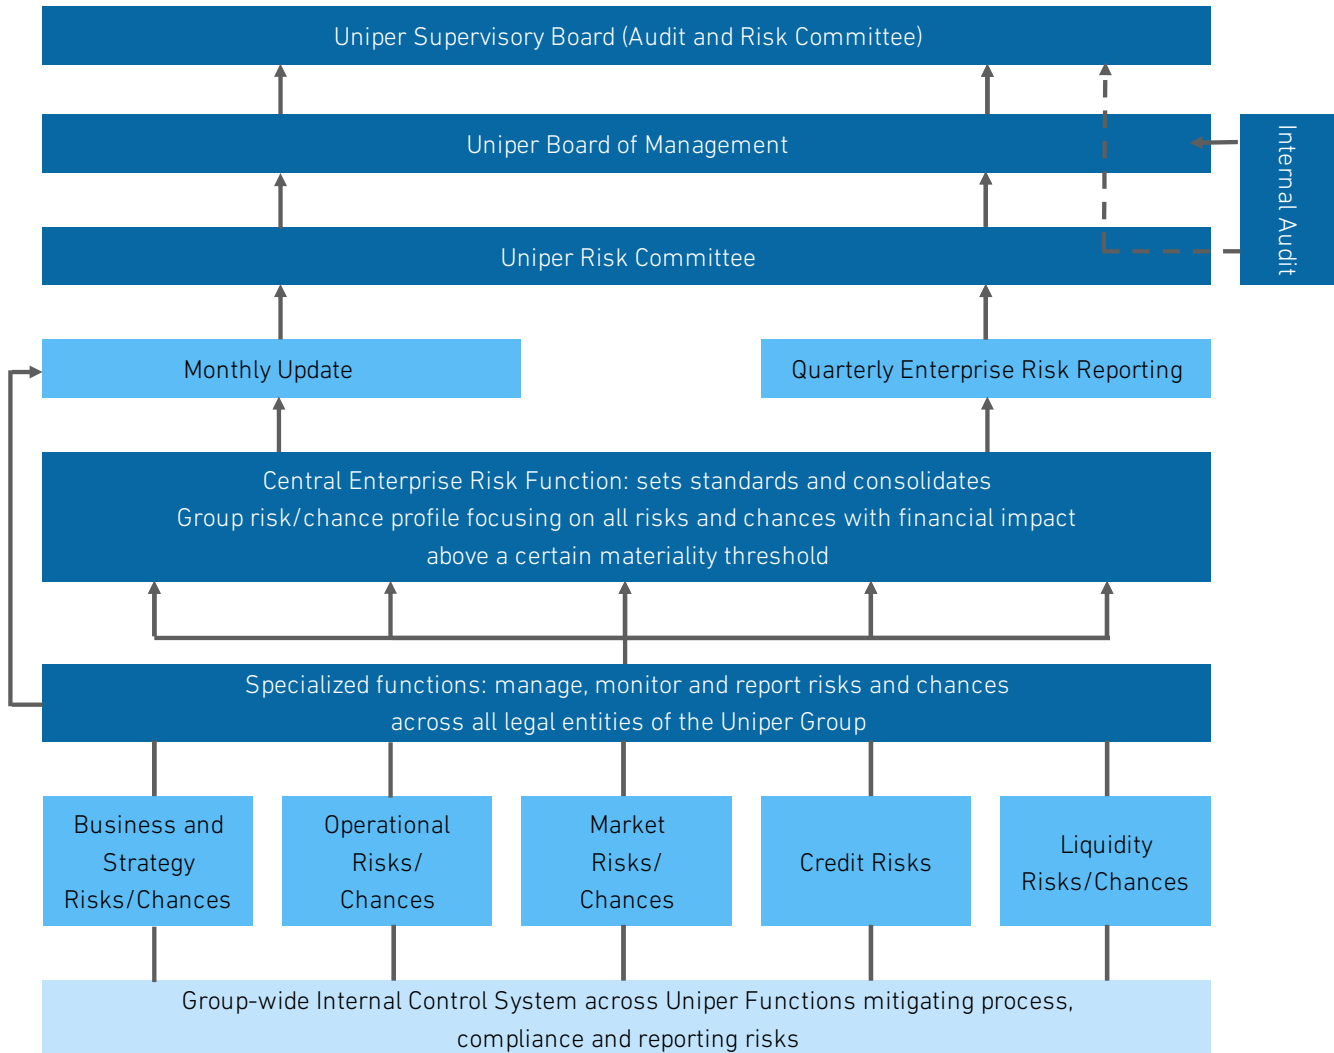 Uniper Supervisory Board (Audit and Risk Committee)
Uniper Board of Management
Internal Audit
Uniper Risk Committee
Monthly Update
Quarterly Enterprise Risk Reporting
Central Enterprise Risk Function: sets standards and consolidates
Group risk/chance profile focusing on all risks and chances with financial impact
above a certain materiality threshold
Specialized functions: manage, monitor and report risks and chances
across all legal entities of the Uniper Group
Business and
Strategy
Risks/Chances
Operational
Risks/
Chances
Market
Risks/
Chances
Credit Risks
Liquidity
Risks/Chances
Group-wide Internal Control System across Uniper Functions mitigating process,
compliance and reporting risks